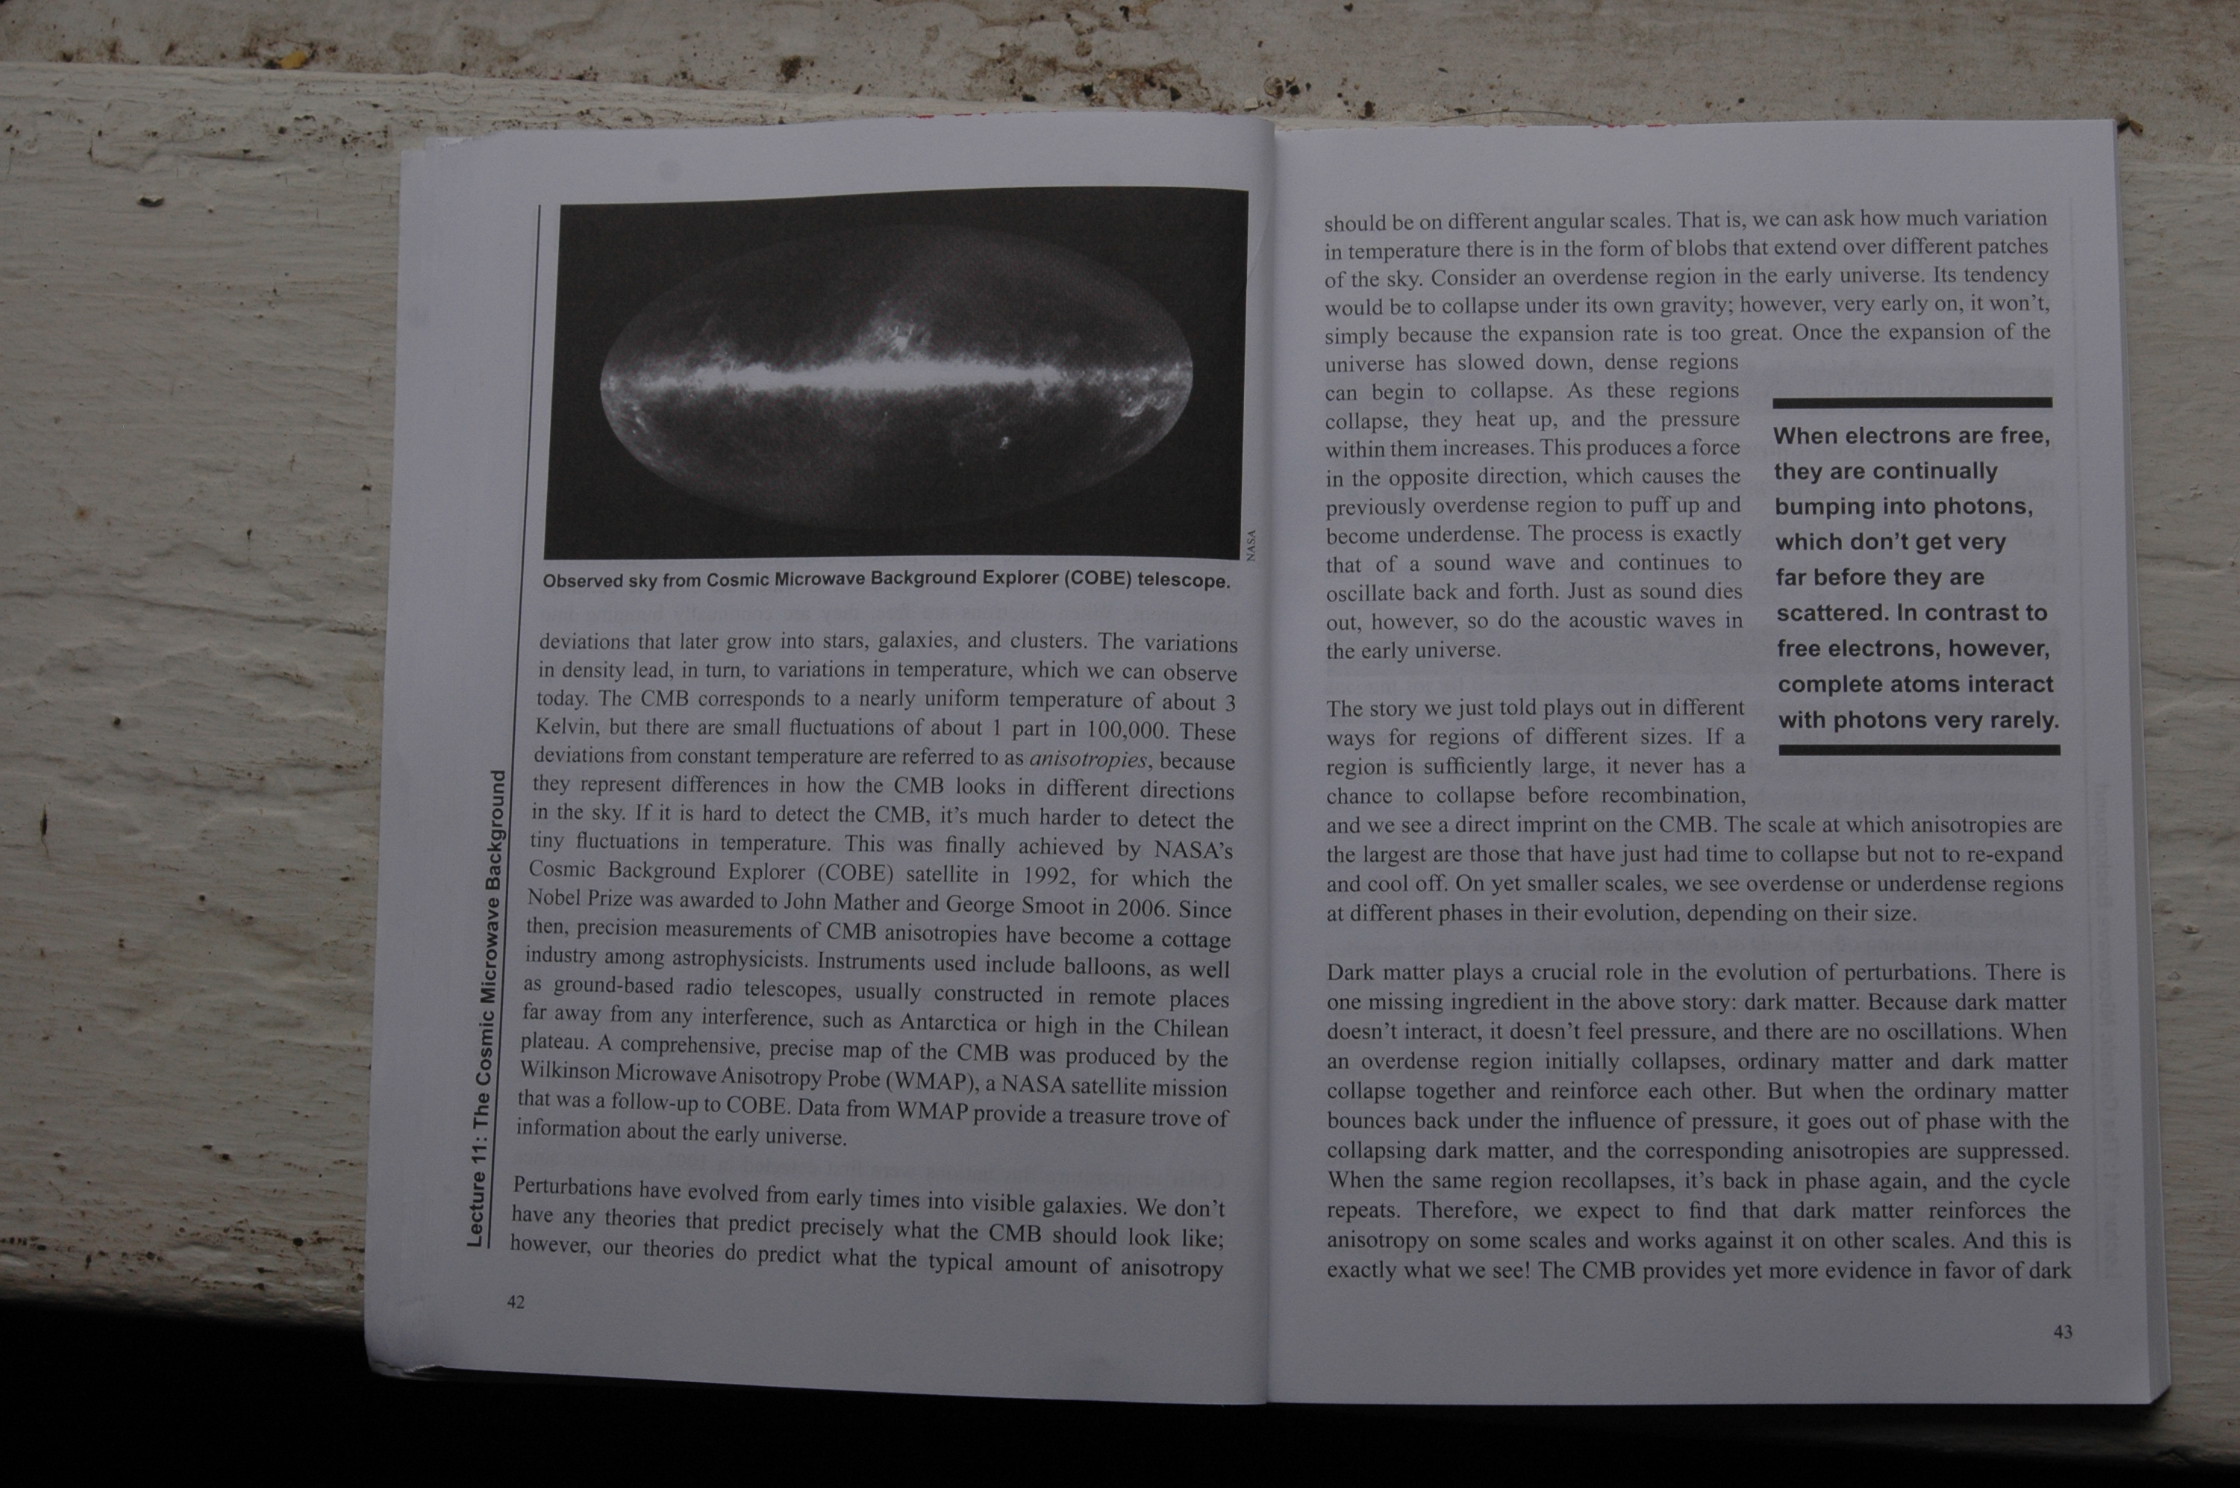 NASA
Observed sky from Cosmic Microwave Background Explorer (COBE) telescope.
deviations that later grow into stars, galaxies, and clusters. The variations
in density lead, in turn, to variations in temperature, which we can observe
today. The CMB corresponds to a nearly uniform temperature of about 3
Kelvin, but there are small fluctuations of about 1 part in 100,000. These
deviations from constant temperature are referred to as anisotropies, because
they represent differences in how the CMB looks in different directions
in the sky. If it is hard to detect the CMB, it's much harder to detect the
tiny fluctuations in temperature. This was finally achieved by NASA's
Cosmic Background Explorer (COBE) satellite in 1992, for which the
Nobel Prize was awarded to John Mather and George Smoot in 2006. Since
then, precision measurements of CMB anisotropies have become a cottage
industry among astrophysicists. Instruments used include balloons, as well
as ground-based radio telescopes, usually constructed in remote places
far away from any interference, such as Antarctica or high in the Chilean
plateau. A comprehensive, precise map of the CMB was produced by the
Wilkinson Microwave Anisotropy Probe (WMAP), a NASA satellite mission
that was a follow-up to COBE. Data from WMAP provide a treasure trove of
information about the early universe.
Perturbations have evolved from early times into visible galaxies. We don't
have any theories that predict precisely what the CMB should look like;
however, our theories do predict what the typical amount of anisotropy
Lecture 11: The Cosmic Microwave Background
42
should be on different angular scales. That is, we can ask how much variation
in temperature there is in the form of blobs that extend over different patches
of the sky. Consider an overdense region in the early universe. Its tendency
would be to collapse under its own gravity; however, very early on, it won't,
simply because the expansion rate is too great. Once the expansion of the
universe has slowed down, dense regions
can begin to collapse. As these regions
collapse, they heat up, and the pressure
within them increases. This produces a force
in the opposite direction, which causes the
previously overdense region to puff up and
become underdense. The process is exactly
that of a sound wave and continues to
oscillate back and forth. Just as sound dies
out, however, so do the acoustic waves in
the early universe.
When electrons are free,
they are continually
bumping into photons,
which don't get very
far before they are
scattered. In contrast to
free electrons, however,
complete atoms interact
with photons very rarely.
The story we just told plays out in different
ways for regions of different sizes. If a
region is sufficiently large, it never has a
chance to collapse before recombination,
and we see a direct imprint on the CMB. The scale at which anisotropies are
the largest are those that have just had time to collapse but not to re-expand
and cool off. On yet smaller scales, we see overdense or underdense regions
at different phases in their evolution, depending on their size.
Dark matter plays a crucial role in the evolution of perturbations. There is
one missing ingredient in the above story: dark matter. Because dark matter
doesn't interact, it doesn't feel pressure, and there are no oscillations. When
an overdense region initially collapses, ordinary matter and dark matter
collapse together and reinforce each other. But when the ordinary matter
bounces back under the influence of pressure, it goes out of phase with the
collapsing dark matter, and the corresponding anisotropies are suppressed.
When the same region recollapses, it's back in phase again, and the cycle
repeats. Therefore, we expect to find that dark matter reinforces the
anisotropy on some scales and works against it on other scales. And this is
exactly what we see! The CMB provides yet more evidence in favor of dark
43